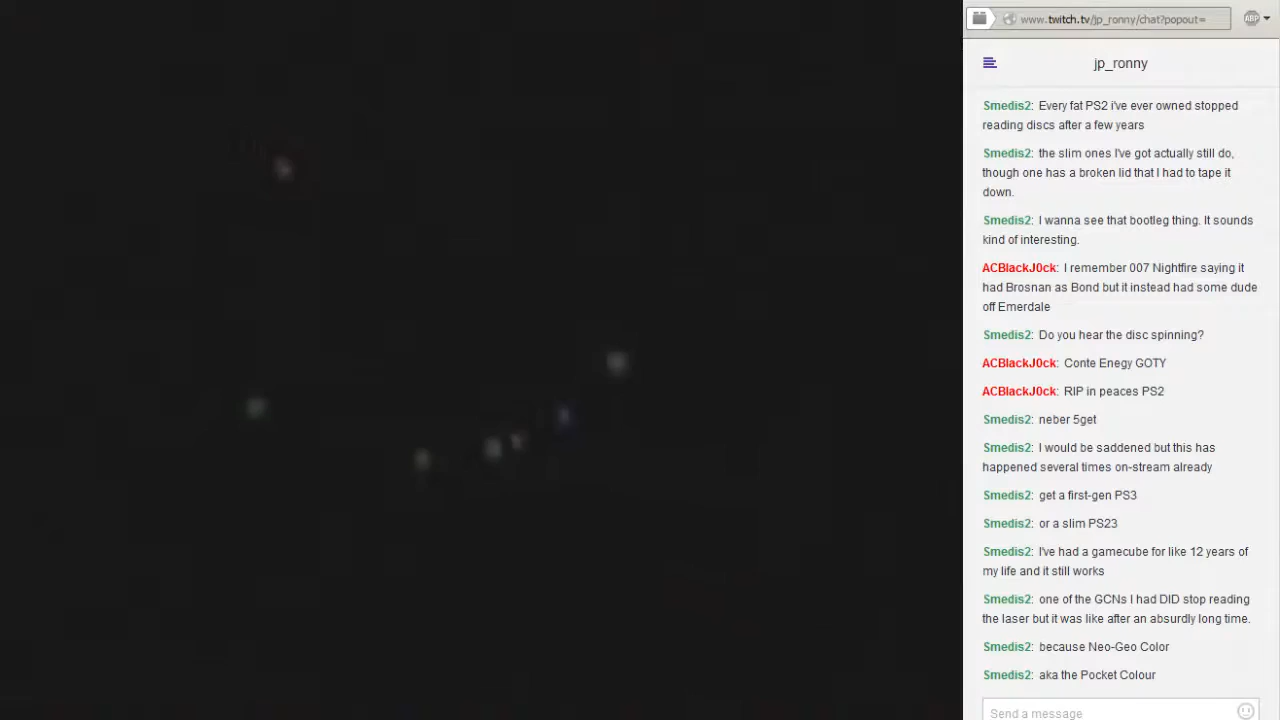 www.twitch.tv/jp_ronny/chat?popout=
ABP
jp_ronny
Smedis2: Every fat PS2 i've ever owned stopped
reading discs after a few years
Smedis2: the slim ones I've got actually still do,
though one has a broken lid that I had to tape it
down.
Smedis2: I wanna see that bootleg thing. It sounds
kind of interesting.
ACBlackJ0ck: I remember 007 Nightfire saying it
had Brosnan as Bond but it instead had some dude
off Emerdale
Smedis2: Do you hear the disc spinning?
ACBlackJ0ck: Conte Enegy GOTY
ACBlackJ0ck: RIP in peaces PS2
Smedis2: neber 5get
Smedis2: I would be saddened but this has
happened several times on-stream already
Smedis2: get a first-gen PS3
Smedis2: or a slim PS23
Smedis2: I've had a gamecube for like 12 years of
my life and it still works
Smedis2: one of the GCNs I had DID stop reading
the laser but it was like after an absurdly long time.
Smedis2: because Neo-Geo Color
Smedis2: aka the Pocket Colour
Send a message